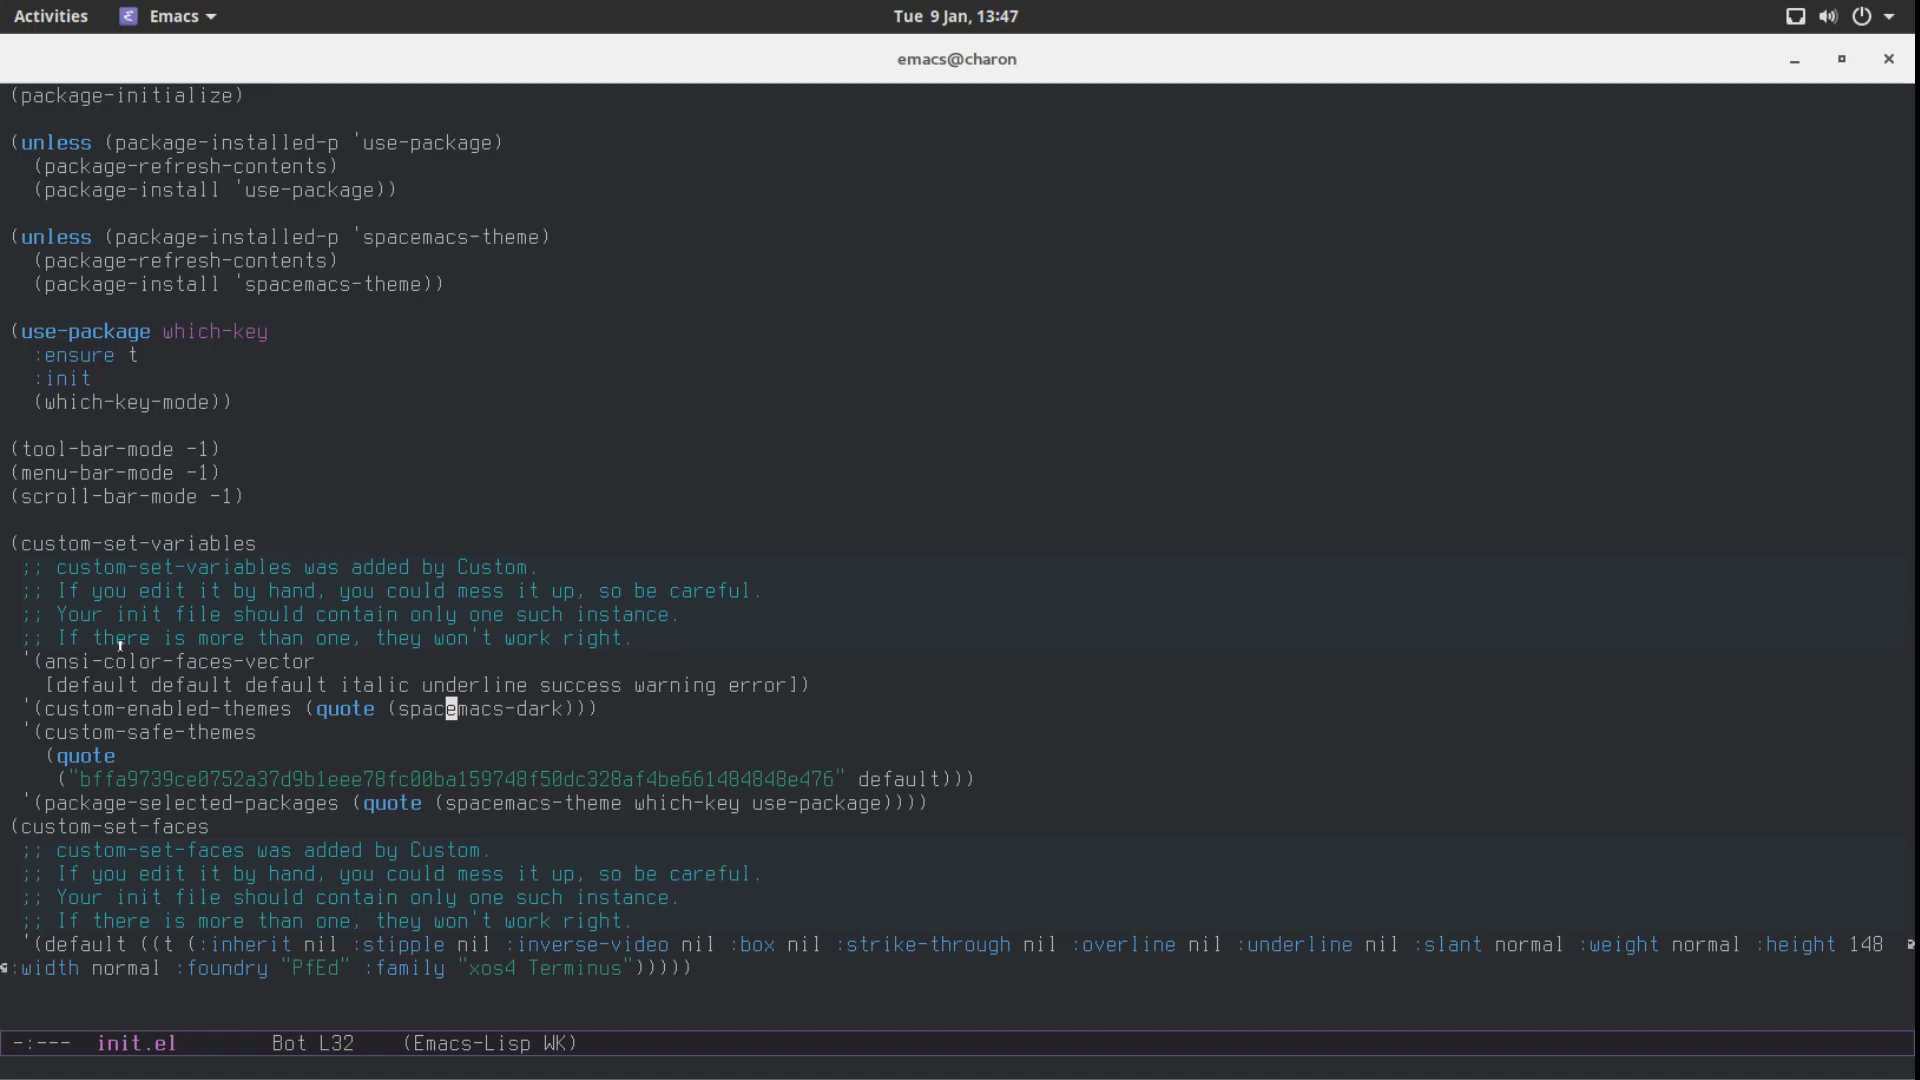 Activities Emacs Tue 9 Jan, 13:47
emacs@charon
(package-initialize)
(unless (package-installed-p 'use-package)
  (package-refresh-contents)
  (package-install 'use-package))
(unless (package-installed-p 'spacemacs-theme)
  (package-refresh-contents)
  (package-install 'spacemacs-theme))
(use-package which-key
  :ensure t
  :init
  (which-key-mode))
(tool-bar-mode -1)
(menu-bar-mode -1)
(scroll-bar-mode -1)
(custom-set-variables
 ;; custom-set-variables was added by Custom.
 ;; If you edit it by hand, you could mess it up, so be careful.
 ;; Your init file should contain only one such instance.
 ;; If there is more than one, they won't work right.
 '(ansi-color-faces-vector
   [default default default italic underline success warning error])
 '(custom-enabled-themes (quote (spacemacs-dark)))
 '(custom-safe-themes
   (quote
    ("bffa9739ce0752a37d9b1eee78fc00ba159748f50dc328af4be661484848e476" default)))
 '(package-selected-packages (quote (spacemacs-theme which-key use-package))))
(custom-set-faces
 ;; custom-set-faces was added by Custom.
 ;; If you edit it by hand, you could mess it up, so be careful.
 ;; Your init file should contain only one such instance.
 ;; If there is more than one, they won't work right.
 '(default ((t (:inherit nil :stipple nil :inverse-video nil :box nil :strike-through nil :overline nil :underline nil :slant normal :weight normal :height 148
:width normal :foundry "PfEd" :family "xos4 Terminus")))))
-:--- init.el Bot L32 (Emacs-Lisp WK)